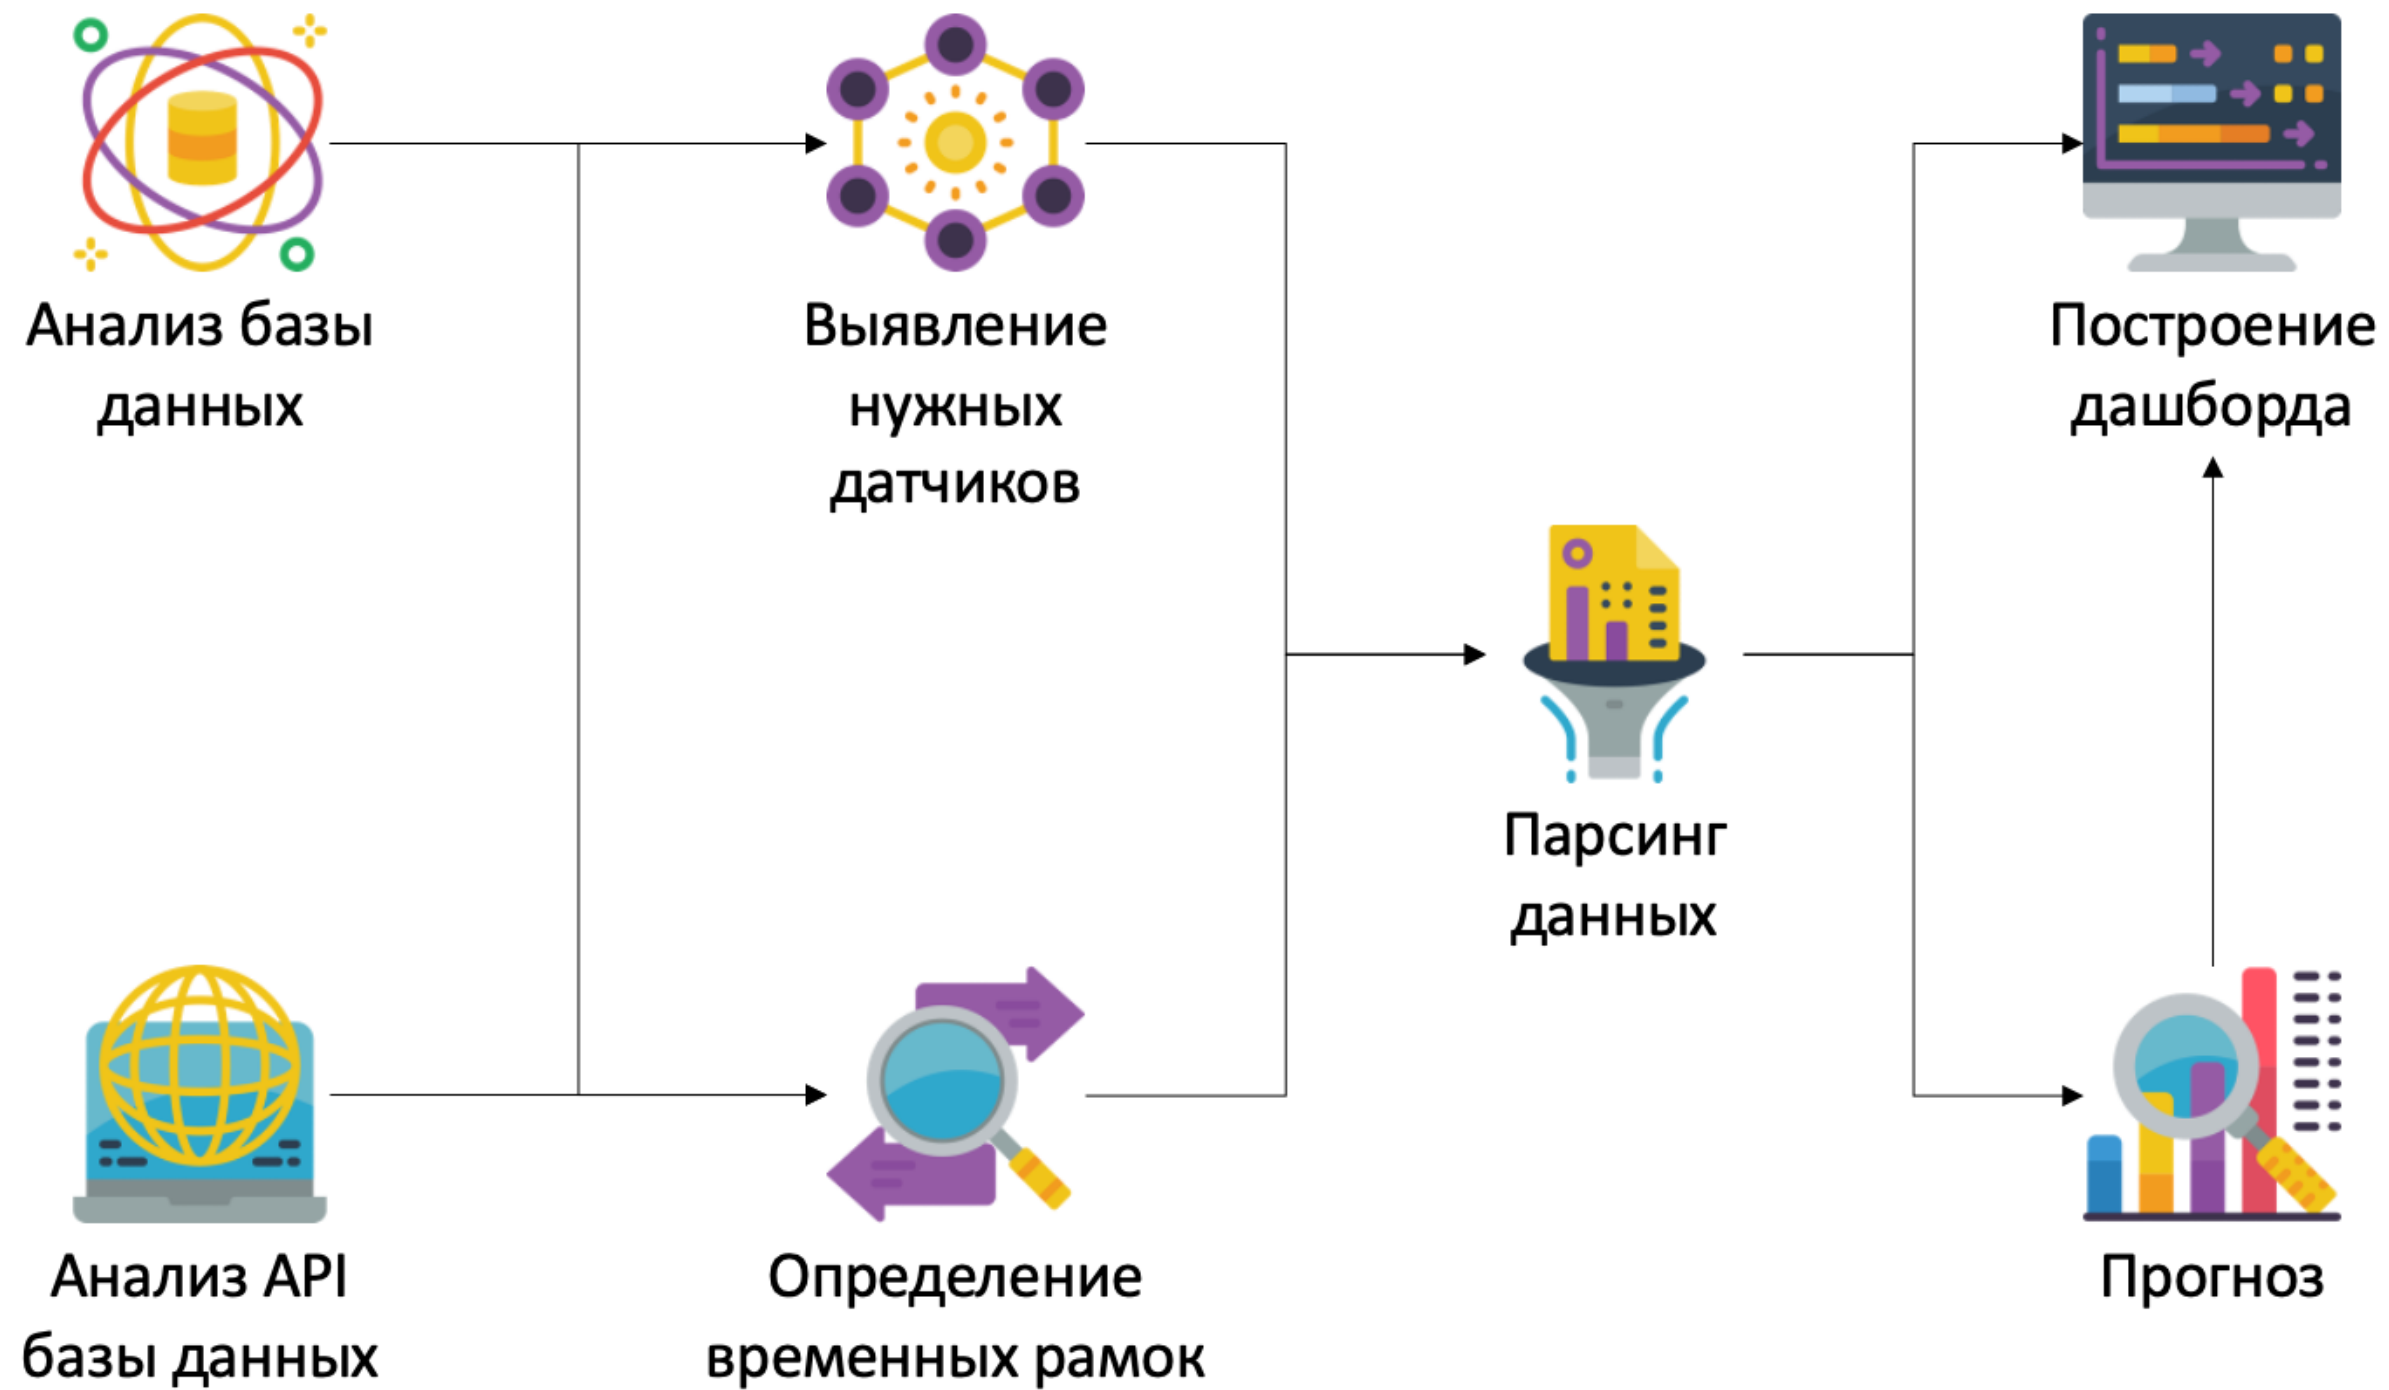 Анализ базы
данных
Выявление
нужных
датчиков
Построение
дашборда
Парсинг
данных
Анализ API
базы данных
Определение
временных рамок
Прогноз